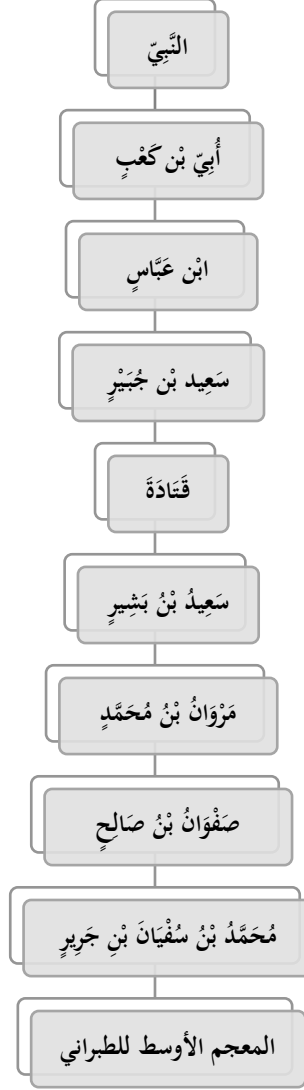 النَّبِيّ
أُبِيّ بْن كَعْبٍ
ابْن عَبَّاسٍ
سَعِيد بْن جُبَيْرٍ
قَتَادَةَ
سَعِيدُ بْنُ بَشِيرٍ
مَرْوَانُ بْنُ مُحَمَّدٍ
صَفْوَانُ بْنُ صَالِحٍ
مُحَمَّدُ بْنُ سُفْيَانَ بْنِ جَرِيرٍ
المعجم الأوسط للطبراني